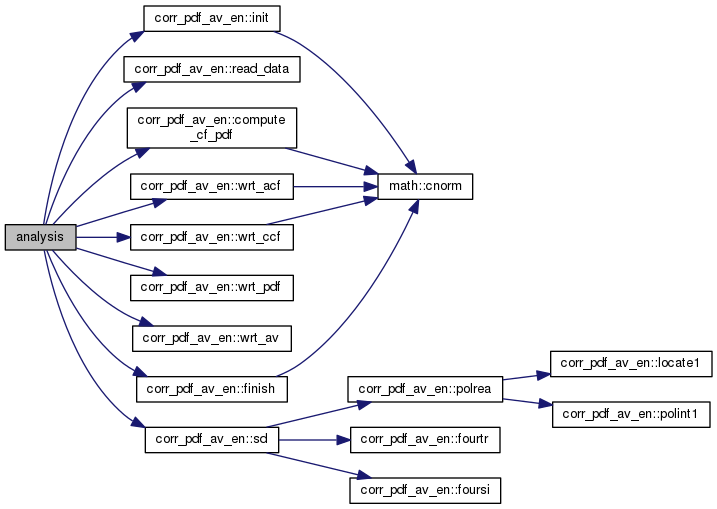 corr_pdf_av_en::init
corr_pdf_av_en::read_data
corr_pdf_av_en::compute
_cf_pdf
corr_pdf_av_en::wrt_acf
math::cnorm
analysis
corr_pdf_av_en::wrt_ccf
corr_pdf_av_en::wrt_pdf
corr_pdf_av_en::wrt_av
corr_pdf_av_en::finish
corr_pdf_av_en::polrea
corr_pdf_av_en::locate1
corr_pdf_av_en::polint1
corr_pdf_av_en::sd
corr_pdf_av_en::fourtr
corr_pdf_av_en::foursi